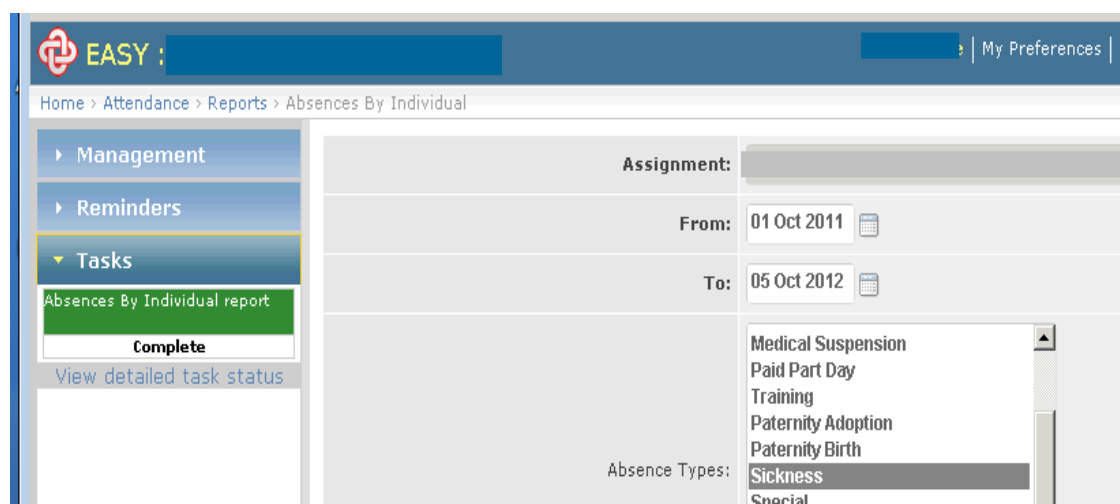 EASY :
My Preferences |
Home > Attendance > Reports > Absences By Individual
Management
Reminders
Tasks
Absences By Individual report
Complete
View detailed task status
Assignment:
From: 01 Oct 2011
To: 05 Oct 2012
Absence Types:
Medical Suspension
Paid Part Day
Training
Paternity Adoption
Paternity Birth
Sickness
Special